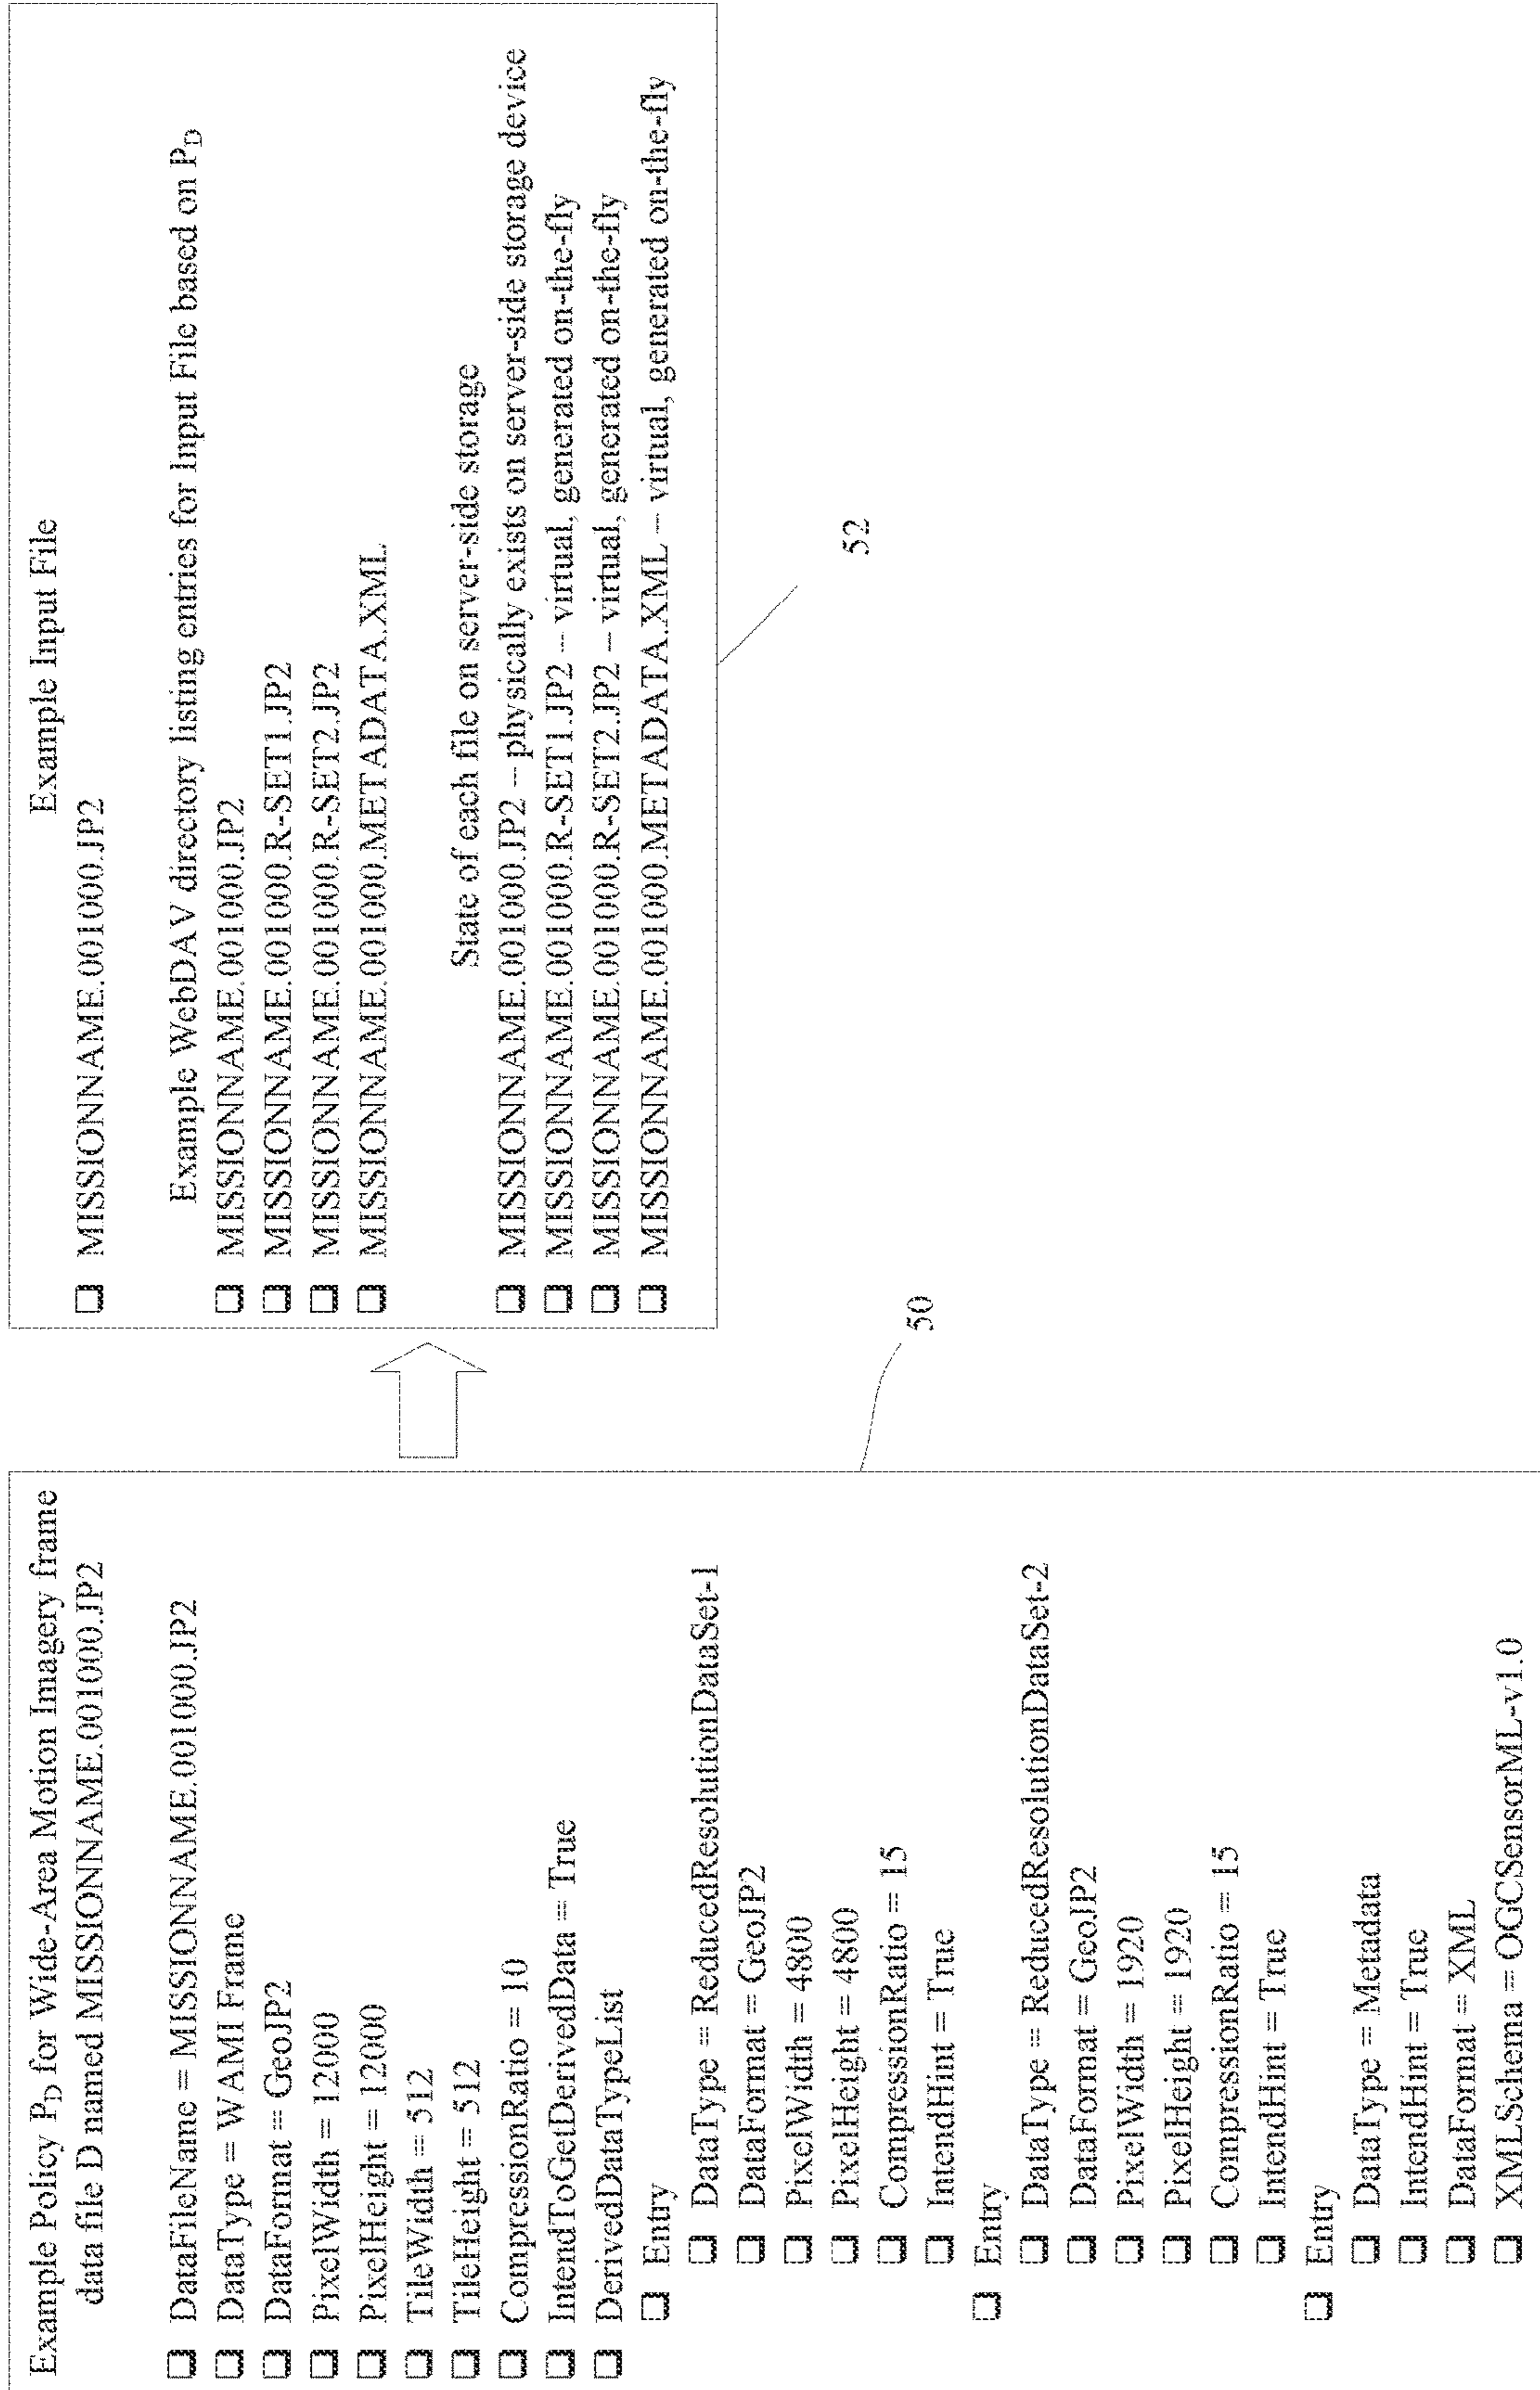 Example Policy PD for Wide-Area Motion Imagery frame
data file D named MISSIONNAME.001000.JP2
❑ DataFileName = MISSIONNAME.001000.JP2
❑ DataType = WAMI Frame
❑ DataFormat = GeoJP2
❑ PixelWidth = 12000
❑ PixelHeight = 12000
❑ TileWidth = 512
❑ TileHeight = 512
❑ CompressionRatio = 10
❑ IntendToGetDerivedData = True
❑ DerivedDataTypeList
❑ Entry
❑ DataType = ReducedResolutionDataSet-1
❑ DataFormat = GeoJP2
❑ PixelWidth = 4800
❑ PixelHeight = 4800
❑ CompressionRatio = 15
❑ IntendHint = True
❑ Entry
❑ DataType = ReducedResolutionDataSet-2
❑ DataFormat = GeoJP2
❑ PixelWidth = 1920
❑ PixelHeight = 1920
❑ CompressionRatio = 15
❑ IntendHint = True
❑ Entry
❑ DataType = Metadata
❑ IntendHint = True
❑ DataFormat = XML
❑ XMLSchema = OGCSensorML-v1.0
50
Example Input File
❑ MISSIONNAME.001000.JP2
Example WebDAV directory listing entries for Input File based on PD
❑ MISSIONNAME.001000.JP2
❑ MISSIONNAME.001000.R-SET1.JP2
❑ MISSIONNAME.001000.R-SET2.JP2
❑ MISSIONNAME.001000.METADATA.XML
State of each file on server-side storage
❑ MISSIONNAME.001000.JP2 – physically exists on server-side storage device
❑ MISSIONNAME.001000.R-SET1.JP2 – virtual, generated on-the-fly
❑ MISSIONNAME.001000.R-SET2.JP2 – virtual, generated on-the-fly
❑ MISSIONNAME.001000.METADATA.XML – virtual, generated on-the-fly
52